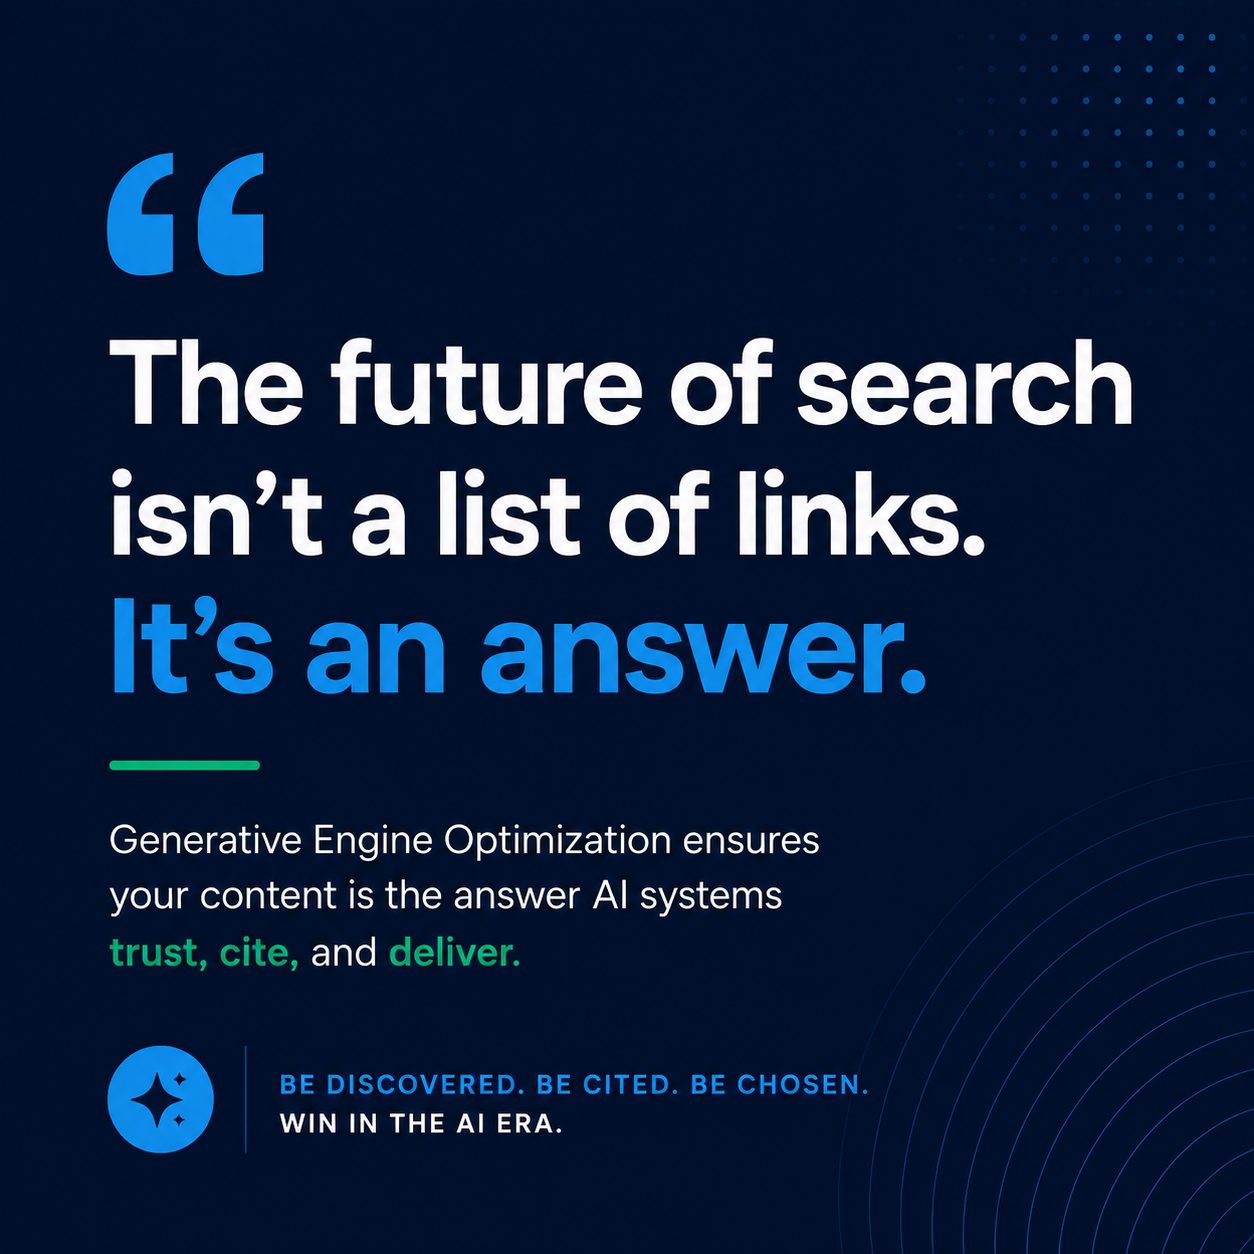 “
The future of search
isn’t a list of links.
It’s an answer.
Generative Engine Optimization ensures
your content is the answer AI systems
trust, cite, and deliver.
BE DISCOVERED. BE CITED. BE CHOSEN.
WIN IN THE AI ERA.